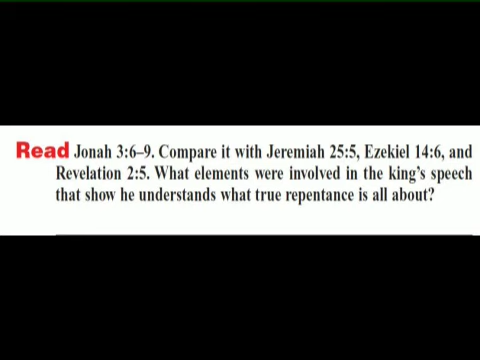 Read Jonah 3:6–9. Compare it with Jeremiah 25:5, Ezekiel 14:6, and
Revelation 2:5. What elements were involved in the king’s speech
that show he understands what true repentance is all about?